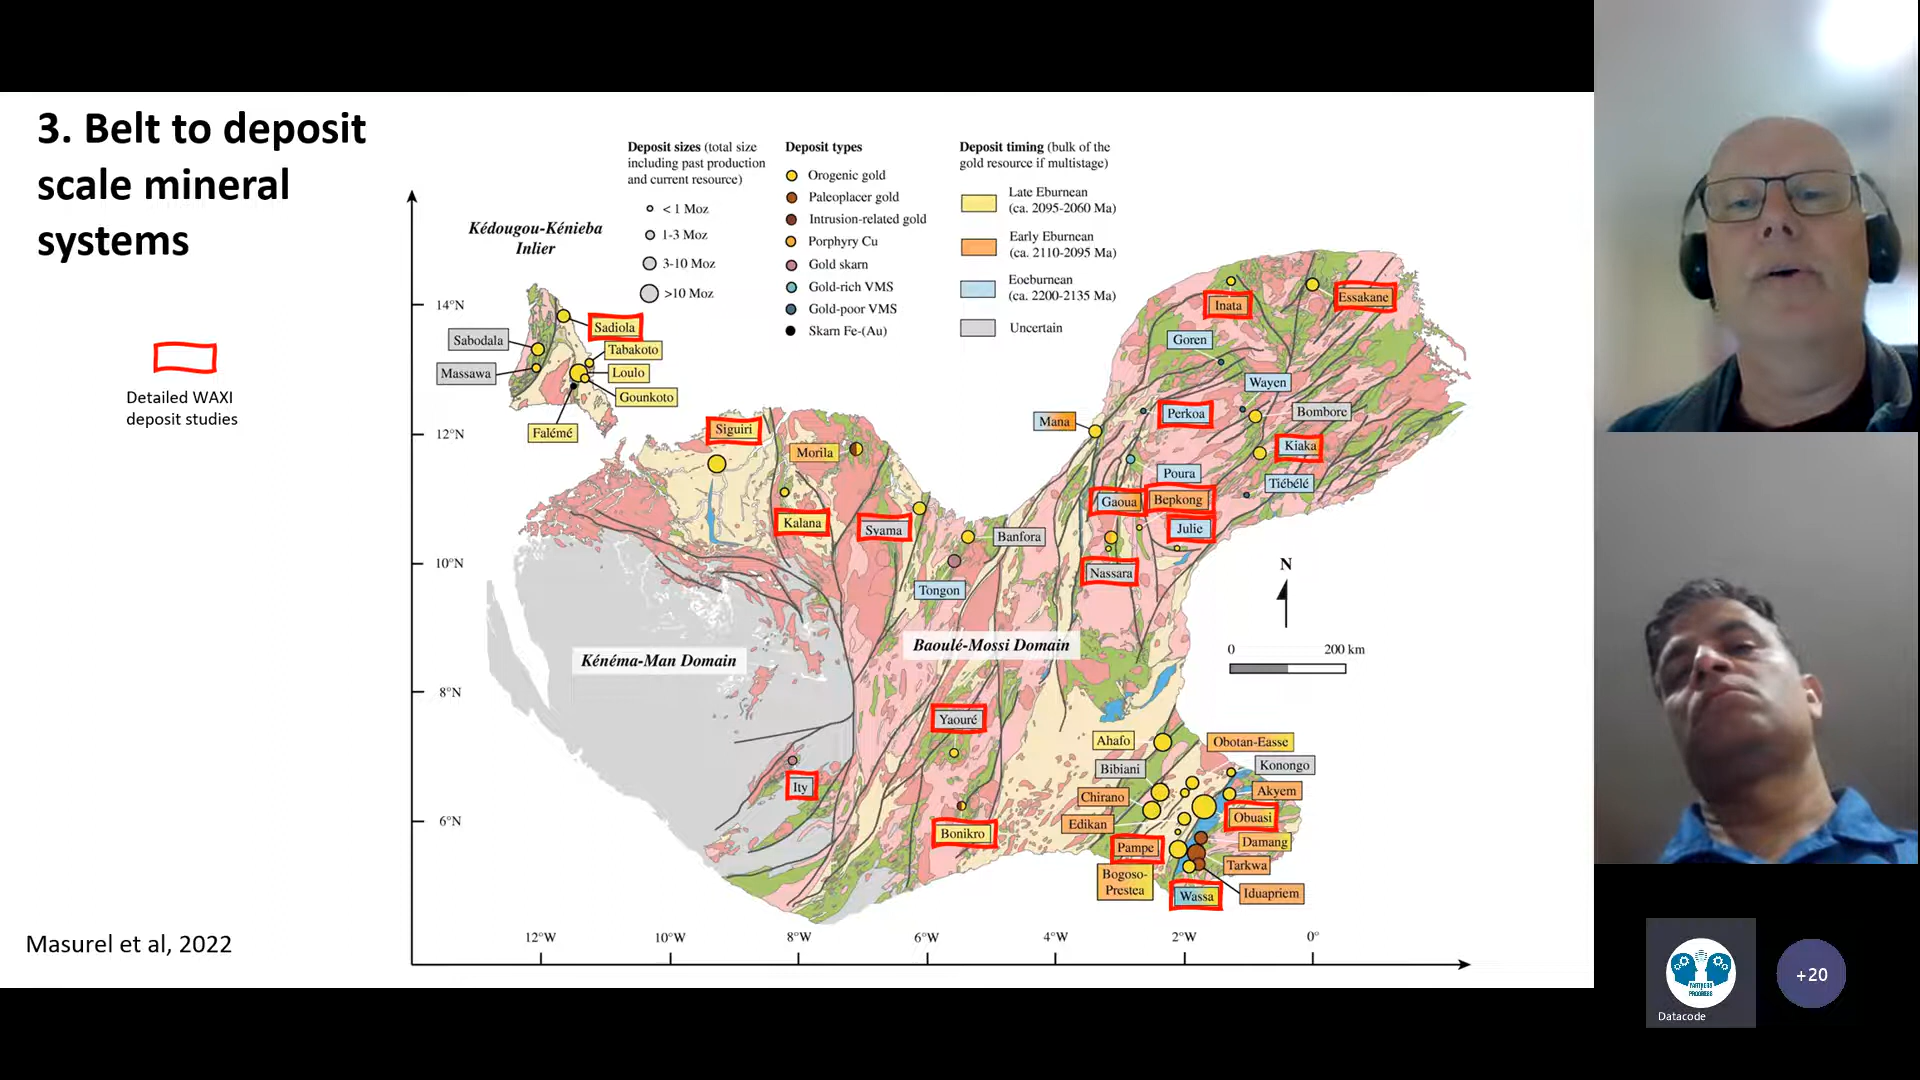 3. Belt to deposit
scale mineral
systems
Detailed WAXI
deposit studies
Masurel et al, 2022
Deposit sizes (total size
including past production
and current resource)
< 1 Moz
1-3 Moz
3-10 Moz
>10 Moz
Deposit types
Orogenic gold
Paleoplacer gold
Intrusion-related gold
Porphyry Cu
Gold skarn
Gold-rich VMS
Gold-poor VMS
Skarn Fe-(Au)
Deposit timing (bulk of the
gold resource if multistage)
Late Eburnean
(ca. 2095-2060 Ma)
Early Eburnean
(ca. 2110-2095 Ma)
Eoeburnean
(ca. 2200-2135 Ma)
Uncertain
Kédougou-Kénieba
Inlier
14°N
12°N
10°N
8°N
6°N
Sadiola
Sabodala
Tabakoto
Massawa
Loulo
Gounkoto
Falémé
Siguiri
Morila
Kalana
Syama
Banfora
Tongon
Inata
Essakane
Goren
Wayen
Mana
Perkoa
Bombore
Kiaka
Poura
Tiébélé
Gaoua
Bepkong
Julie
Nassara
N
0
200 km
Kénéma-Man Domain
Baoulé-Mossi Domain
Yaouré
Ity
Bonikro
Ahafo
Obotan-Easse
Bibiani
Konongo
Chirano
Akyem
Edikan
Obuasi
Pampe
Damang
Bogoso-
Prestea
Tarkwa
Wassa
Iduapriem
12°W
10°W
8°W
6°W
4°W
2°W
0°
PARTNERS
PROGRESS
Datacode
+20